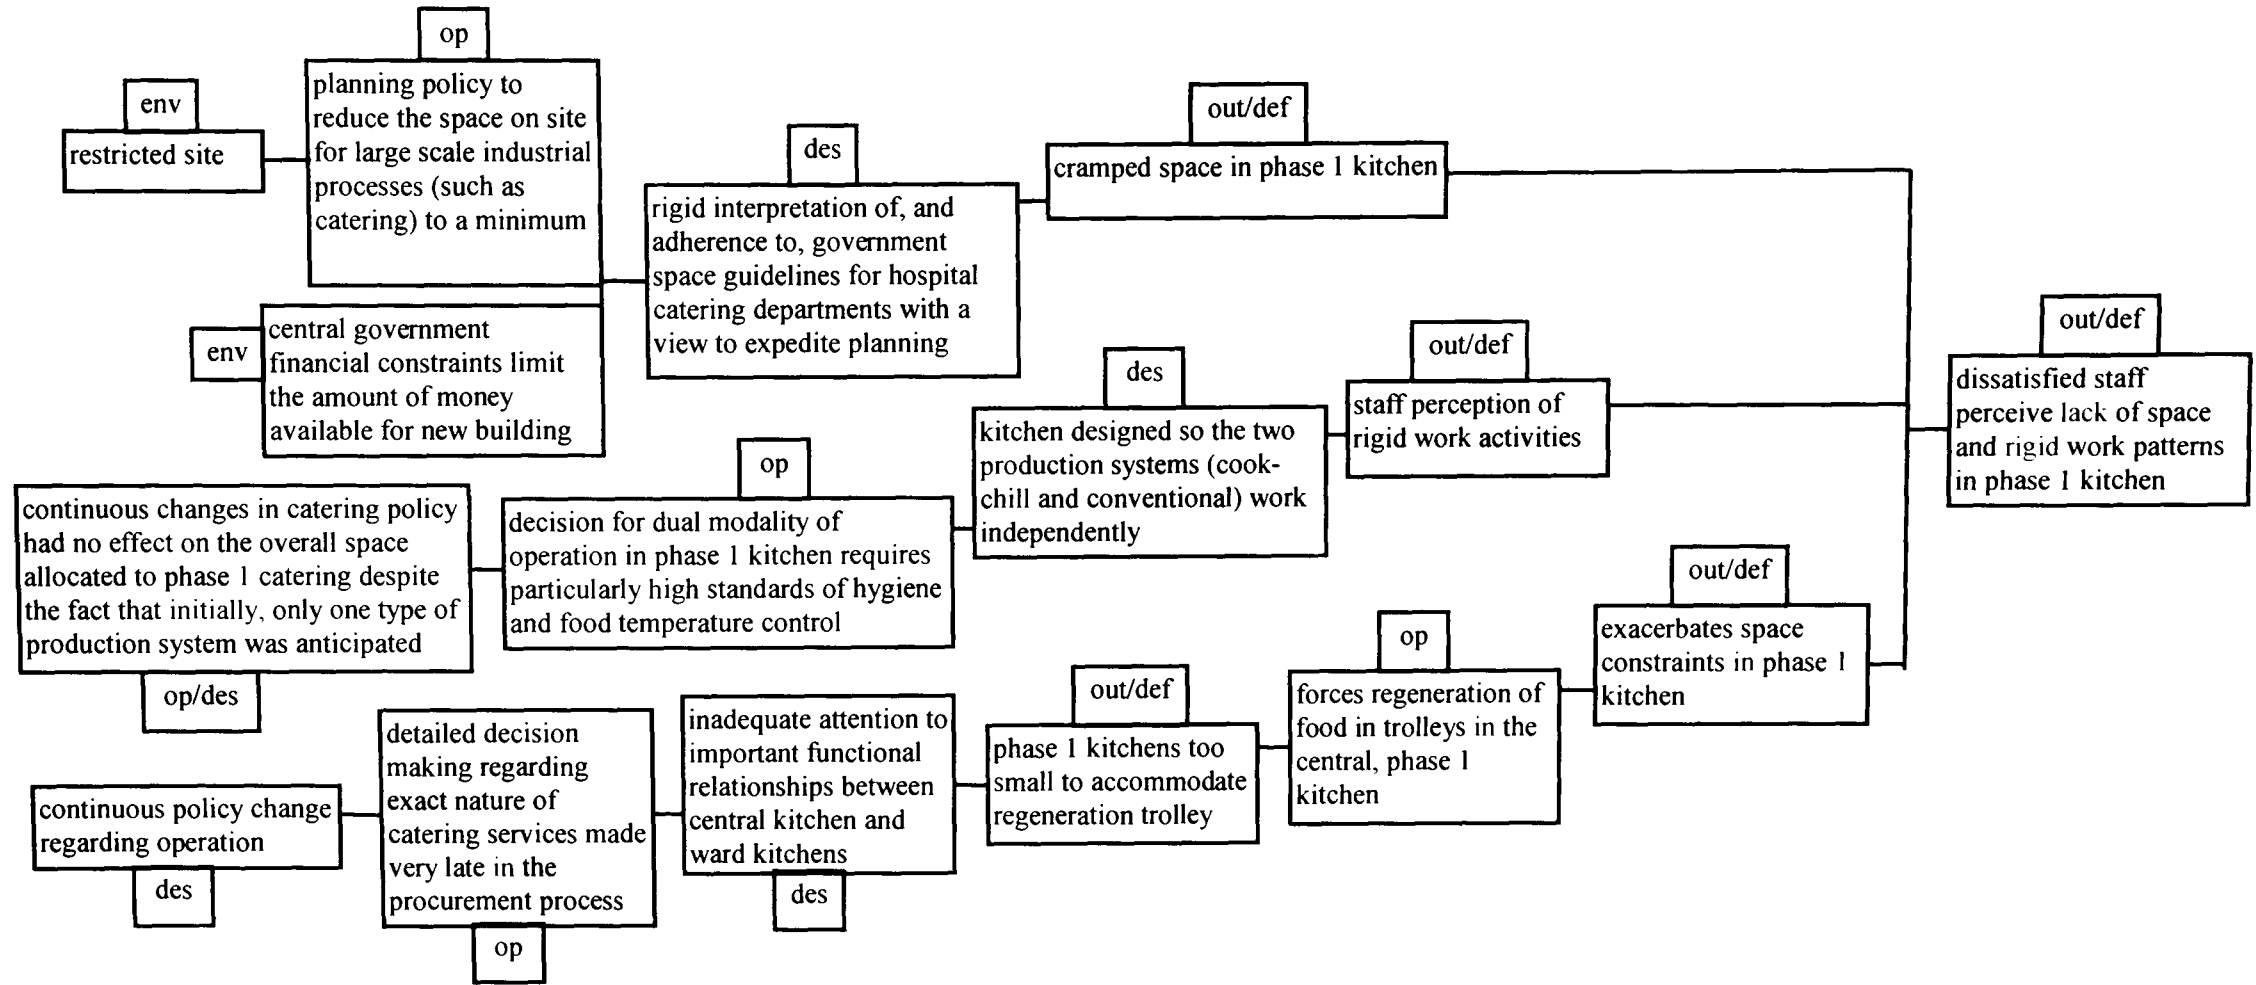 op
planning policy to
reduce the space on site
for large scale industrial
processes (such as
catering) to a minimum
env
restricted site
env
central government
financial constraints limit
the amount of money
available for new building
des
rigid interpretation of, and
adherence to, government
space guidelines for hospital
catering departments with a
view to expedite planning
out/def
cramped space in phase 1 kitchen
continuous changes in catering policy
had no effect on the overall space
allocated to phase 1 catering despite
the fact that initially, only one type of
production system was anticipated
op/des
op
decision for dual modality of
operation in phase 1 kitchen requires
particularly high standards of hygiene
and food temperature control
des
kitchen designed so the two
production systems (cook-
chill and conventional) work
independently
out/def
staff perception of
rigid work activities
continuous policy change
regarding operation
des
detailed decision
making regarding
exact nature of
catering services made
very late in the
procurement process
op
inadequate attention to
important functional
relationships between
central kitchen and
ward kitchens
des
out/def
phase 1 kitchens too
small to accommodate
regeneration trolley
op
forces regeneration of
food in trolleys in the
central, phase 1
kitchen
out/def
exacerbates space
constraints in phase 1
kitchen
out/def
dissatisfied staff
perceive lack of space
and rigid work patterns
in phase 1 kitchen